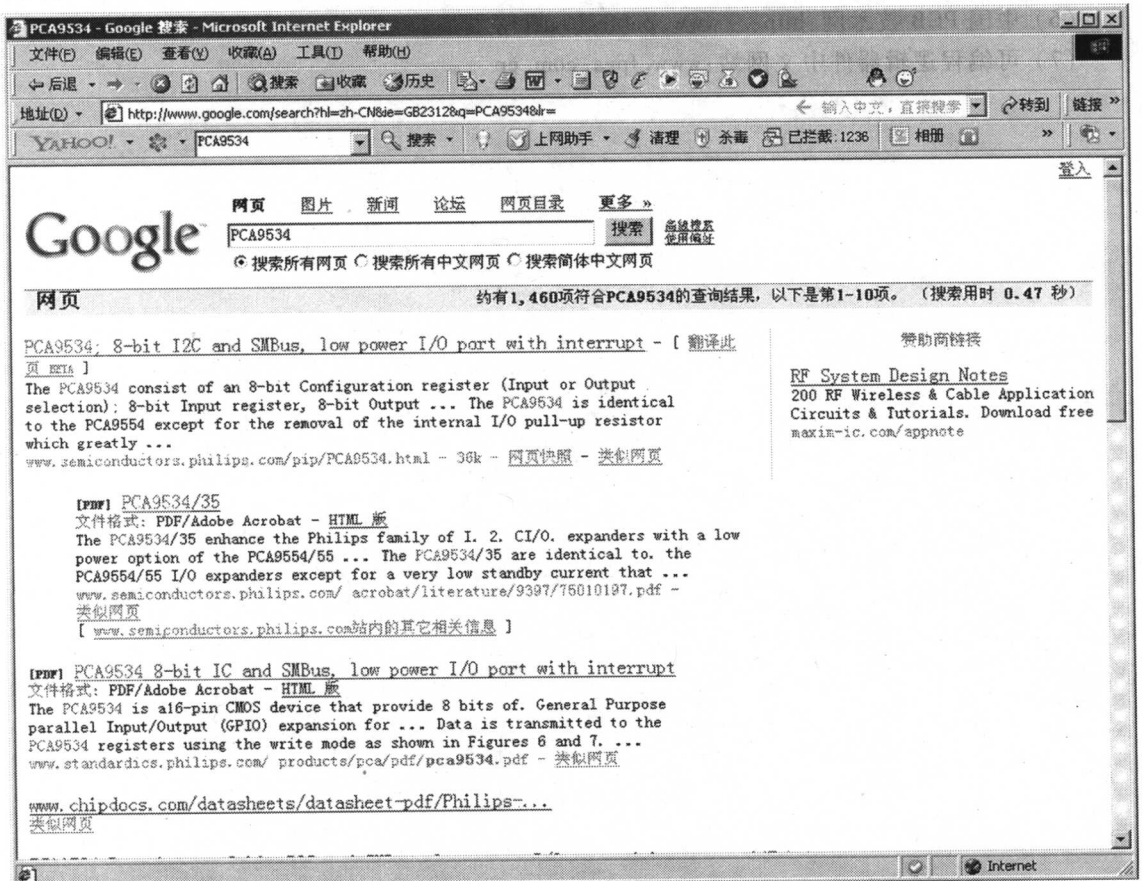 PCA9534 - Google 搜索 - Microsoft Internet Explorer
文件(F) 编辑(E) 查看(V) 收藏(A) 工具(T) 帮助(H)
后退 搜索 收藏 历史
地址(D) http://www.google.com/search?hl=zh-CN&ie=GB2312&q=PCA9534&lr= 输入中文，直接搜索 转到 链接 »
YAHOO! PCA9534 搜索 上网助手 清理 杀毒 已拦截:1236 相册 »
登入
网页 图片 新闻 论坛 网页目录 更多 »
Google PCA9534 搜索 高级搜索
使用偏好
搜索所有网页 搜索所有中文网页 搜索简体中文网页
网页 约有1,460项符合PCA9534的查询结果，以下是第1-10项。 （搜索用时 0.47 秒）
PCA9534; 8-bit I2C and SMBus, low power I/O port with interrupt - [ 翻译此
页 BETA ]
The PCA9534 consist of an 8-bit Configuration register (Input or Output
selection); 8-bit Input register, 8-bit Output ... The PCA9534 is identical
to the PCA9554 except for the removal of the internal I/O pull-up resistor
which greatly ...
www.semiconductors.philips.com/pip/PCA9534.html - 36k - 网页快照 - 类似网页
赞助商链接
RF System Design Notes
200 RF Wireless & Cable Application
Circuits & Tutorials. Download free
maxim-ic.com/appnote
[PDF] PCA9534/35
文件格式: PDF/Adobe Acrobat - HTML 版
The PCA9534/35 enhance the Philips family of I. 2. CI/O. expanders with a low
power option of the PCA9554/55 ... The PCA9534/35 are identical to. the
PCA9554/55 I/O expanders except for a very low standby current that ...
www.semiconductors.philips.com/ acrobat/literature/9397/75010197.pdf -
类似网页
[ www.semiconductors.philips.com站内的其它相关信息 ]
[PDF] PCA9534 8-bit IC and SMBus, low power I/O port with interrupt
文件格式: PDF/Adobe Acrobat - HTML 版
The PCA9534 is a16-pin CMOS device that provide 8 bits of. General Purpose
parallel Input/Output (GPIO) expansion for ... Data is transmitted to the
PCA9534 registers using the write mode as shown in Figures 6 and 7. ...
www.standardics.philips.com/ products/pca/pdf/pca9534.pdf - 类似网页
www.chipdocs.com/datasheets/datasheet-pdf/Philips-...
类似网页
Internet